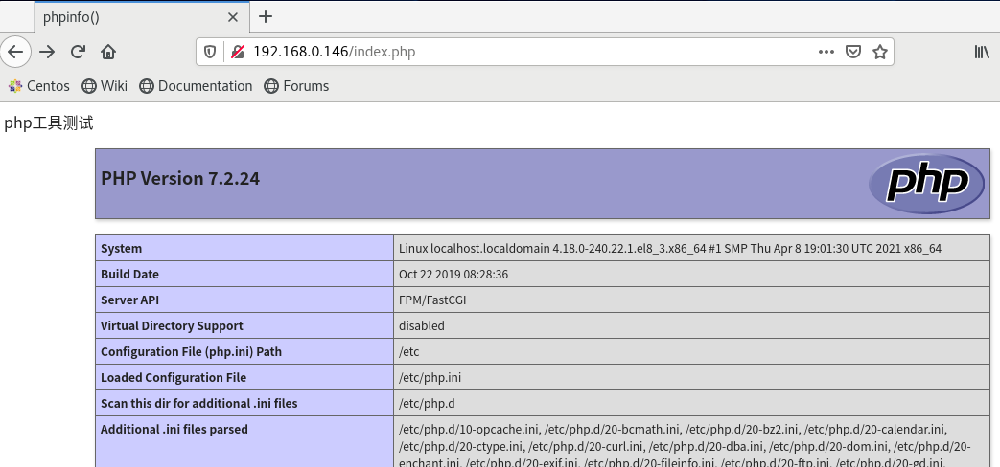 phpinfo()
192.168.0.146/index.php
Centos Wiki Documentation Forums
php工具测试
PHP Version 7.2.24 php
System Linux localhost.localdomain 4.18.0-240.22.1.el8_3.x86_64 #1 SMP Thu Apr 8 19:01:30 UTC 2021 x86_64
Build Date Oct 22 2019 08:28:36
Server API FPM/FastCGI
Virtual Directory Support disabled
Configuration File (php.ini) Path /etc
Loaded Configuration File /etc/php.ini
Scan this dir for additional .ini files /etc/php.d
Additional .ini files parsed /etc/php.d/10-opcache.ini, /etc/php.d/20-bcmath.ini, /etc/php.d/20-bz2.ini, /etc/php.d/20-calendar.ini,
/etc/php.d/20-ctype.ini, /etc/php.d/20-curl.ini, /etc/php.d/20-dba.ini, /etc/php.d/20-dom.ini, /etc/php.d/20-
enchant.ini, /etc/php.d/20-exif.ini, /etc/php.d/20-fileinfo.ini, /etc/php.d/20-ftp.ini, /etc/php.d/20-gd.ini,